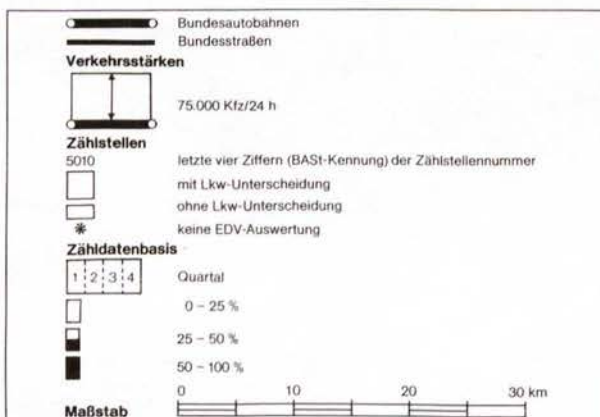 Bundesautobahnen
Bundesstraßen
Verkehrsstärken
75.000 Kfz/24 h
Zählstellen
5010 letzte vier Ziffern (BASt-Kennung) der Zählstellennummer
mit Lkw-Unterscheidung
ohne Lkw-Unterscheidung
* keine EDV-Auswertung
Zähldatenbasis
1 2 3 4 Quartal
0 – 25 %
25 – 50 %
50 – 100 %
0 10 20 30 km
Maßstab